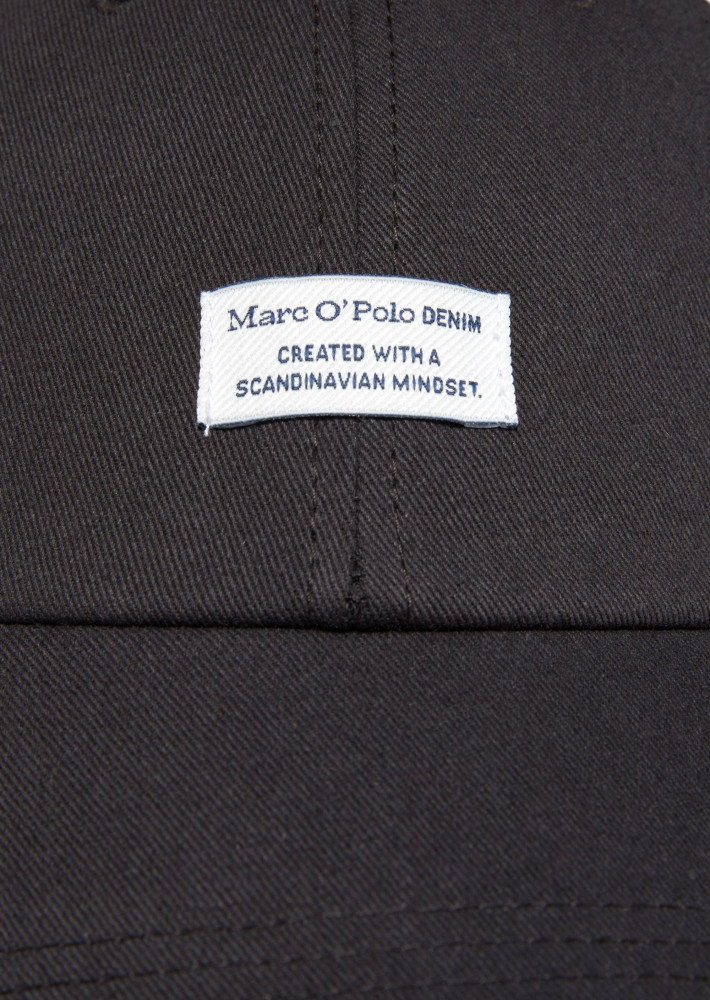 Marc O'Polo DENIM
CREATED WITH A
SCANDINAVIAN MINDSET.